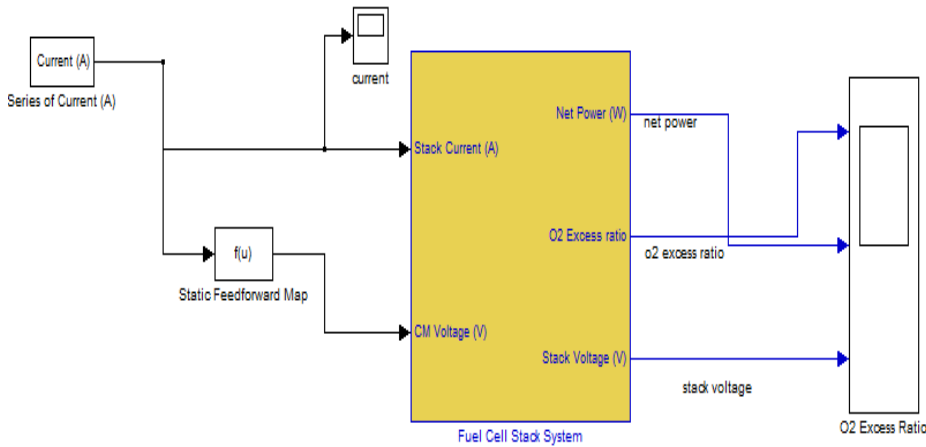 Current (A)
Series of Current (A)
current
Net Power (W)
net power
Stack Current (A)
O2 Excess ratio
o2 excess ratio
f(u)
Static Feedforward Map
CM Voltage (V)
Stack Voltage (V)
stack voltage
Fuel Cell Stack System
O2 Excess Ratio